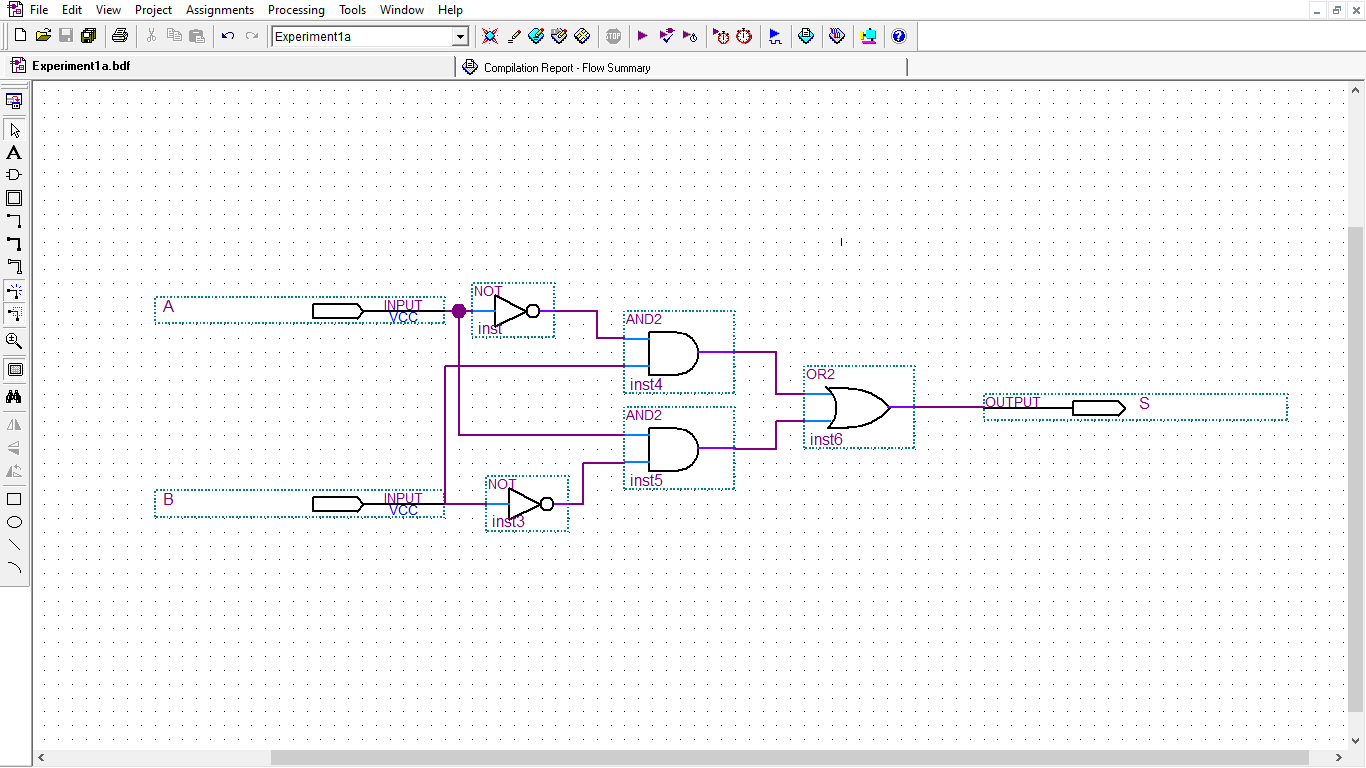 File Edit View Project Assignments Processing Tools Window Help
Experiment1a
STOP
Experiment1a.bdf
Compilation Report - Flow Summary
A
INPUT
VCC
NOT
inst
AND2
inst4
OR2
inst6
OUTPUT
S
AND2
inst5
B
INPUT
VCC
NOT
inst3